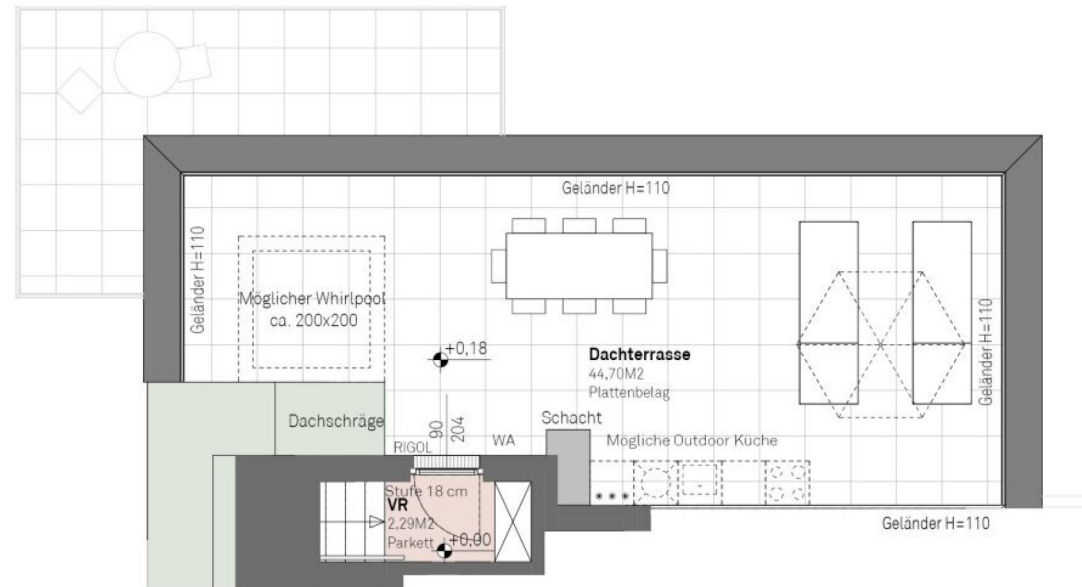 Geländer H=110
Geländer H=110
Möglicher Whirlpool
ca. 200x200
Geländer H=110
+0,18
Dachterrasse
44,70M2
Plattenbelag
Dachschräge
Schacht
RIGOL
90
204
WA
Mögliche Outdoor Küche
Stufe 18 cm
VR
2,29M2
Parkett
+0,00
Geländer H=110